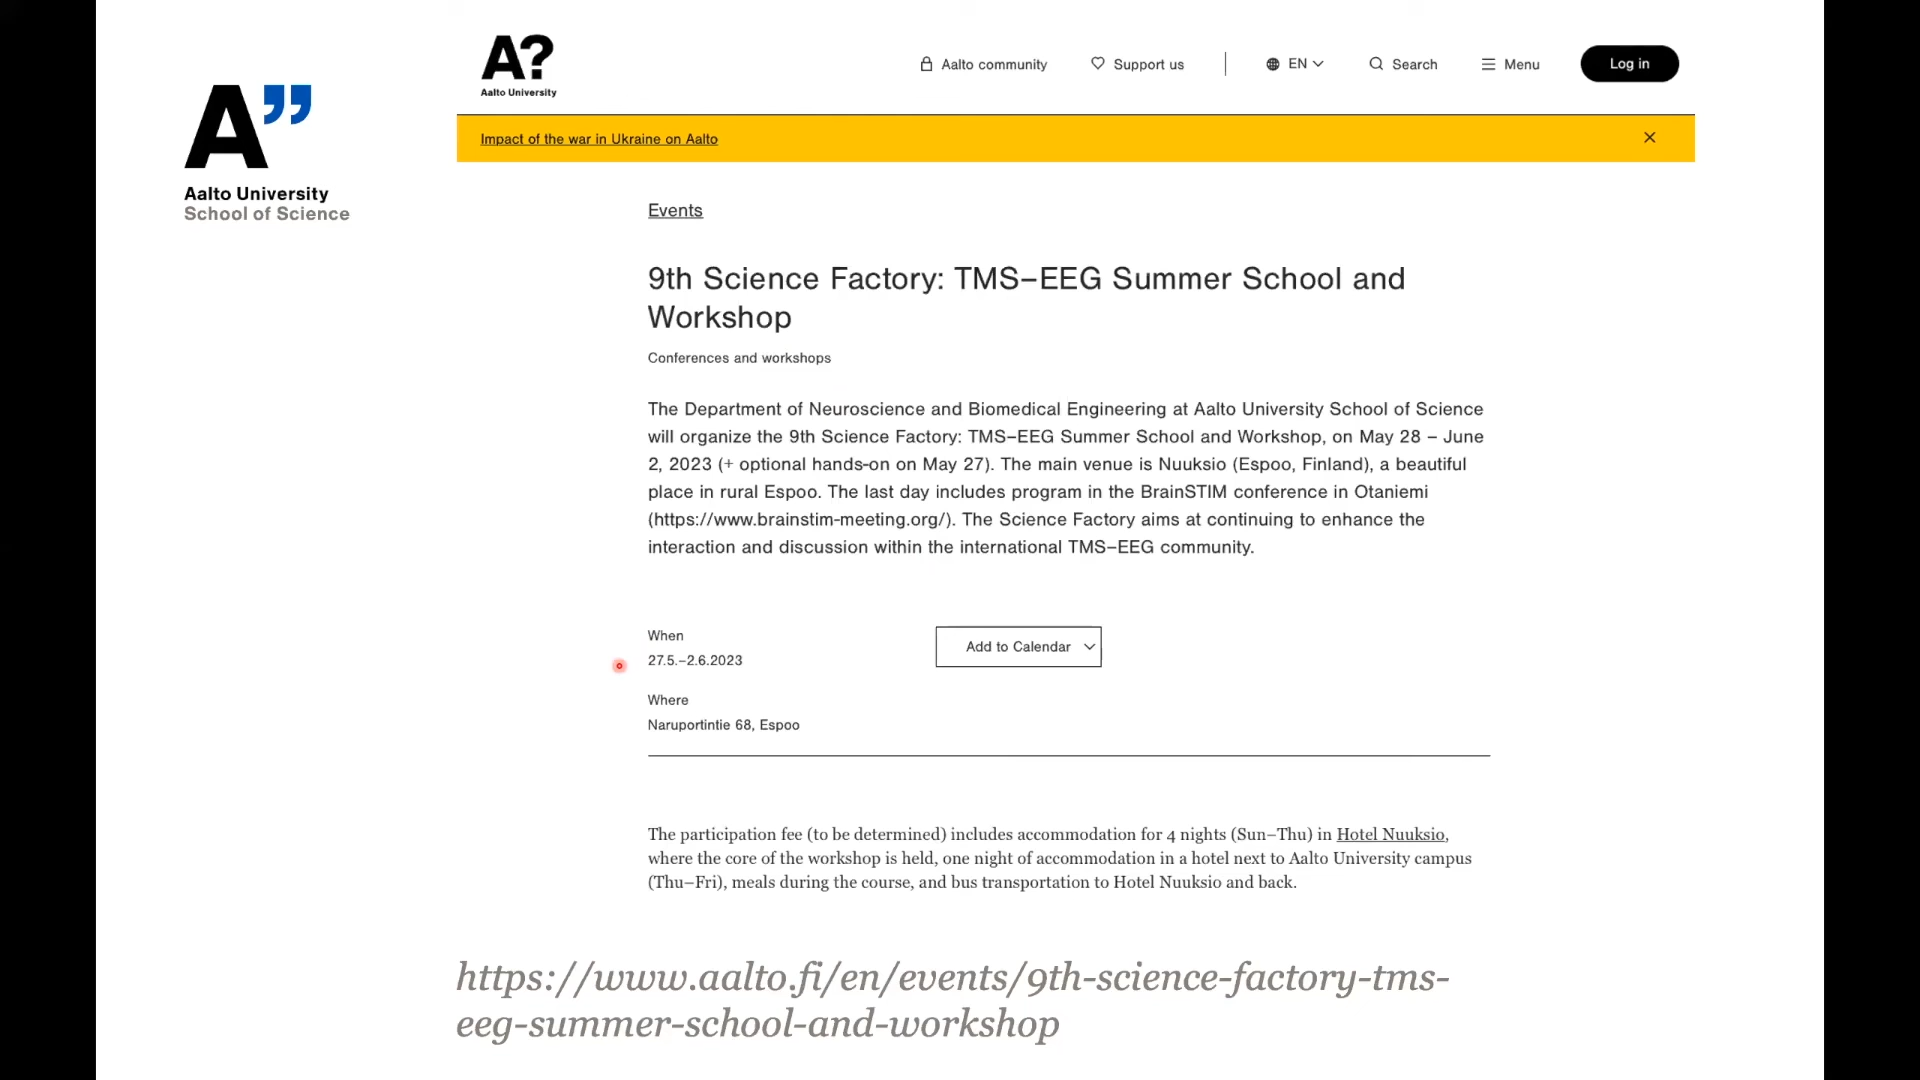 A”
Aalto University
School of Science
A?
Aalto University
Aalto community
Support us
EN
Search
Menu
Log in
Impact of the war in Ukraine on Aalto
Events
9th Science Factory: TMS–EEG Summer School and
Workshop
Conferences and workshops
The Department of Neuroscience and Biomedical Engineering at Aalto University School of Science
will organize the 9th Science Factory: TMS–EEG Summer School and Workshop, on May 28 – June
2, 2023 (+ optional hands-on on May 27). The main venue is Nuuksio (Espoo, Finland), a beautiful
place in rural Espoo. The last day includes program in the BrainSTIM conference in Otaniemi
(https://www.brainstim-meeting.org/). The Science Factory aims at continuing to enhance the
interaction and discussion within the international TMS–EEG community.
When
27.5.–2.6.2023
Add to Calendar
Where
Naruportintie 68, Espoo
The participation fee (to be determined) includes accommodation for 4 nights (Sun–Thu) in Hotel Nuuksio,
where the core of the workshop is held, one night of accommodation in a hotel next to Aalto University campus
(Thu–Fri), meals during the course, and bus transportation to Hotel Nuuksio and back.
https://www.aalto.fi/en/events/9th-science-factory-tms-
eeg-summer-school-and-workshop